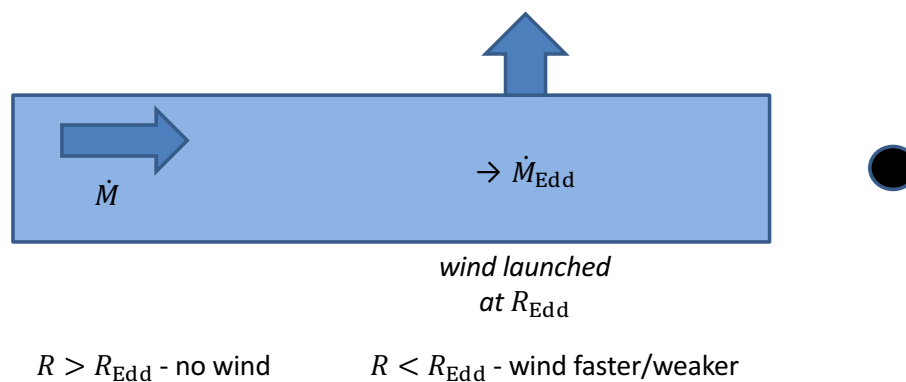 Ṁ
→ Ṁ_Edd
wind launched
at R_Edd
R > R_Edd - no wind
R < R_Edd - wind faster/weaker